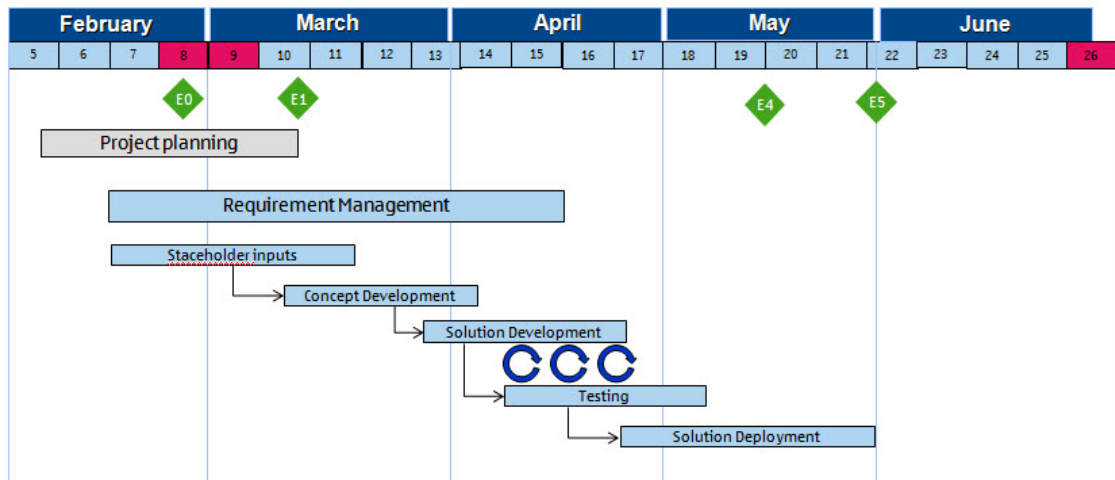 February March April May June
5 6 7 8 9 10 11 12 13 14 15 16 17 18 19 20 21 22 23 24 25 26
E0 E1 E4 E5
Project planning
Requirement Management
Staceholder inputs
Concept Development
Solution Development
Testing
Solution Deployment